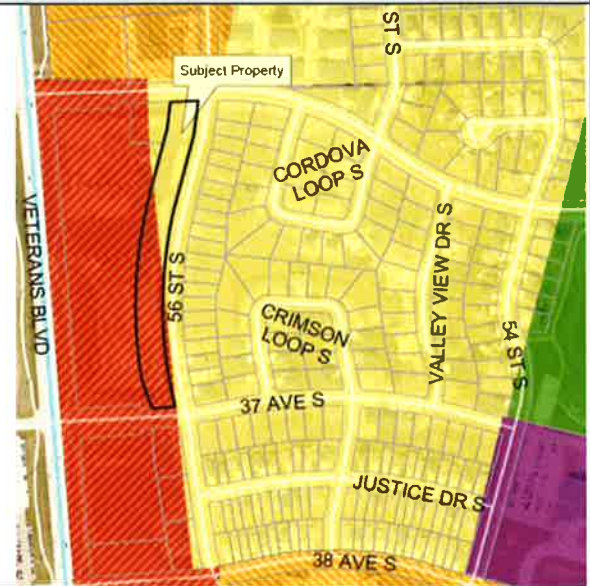 ST S
Subject Property
CORDOVA
LOOP S
VETERANS BLVD
56 ST S
VALLEY VIEW DR S
CRIMSON
LOOP S
54 ST S
37 AVE S
JUSTICE DR S
38 AVE S